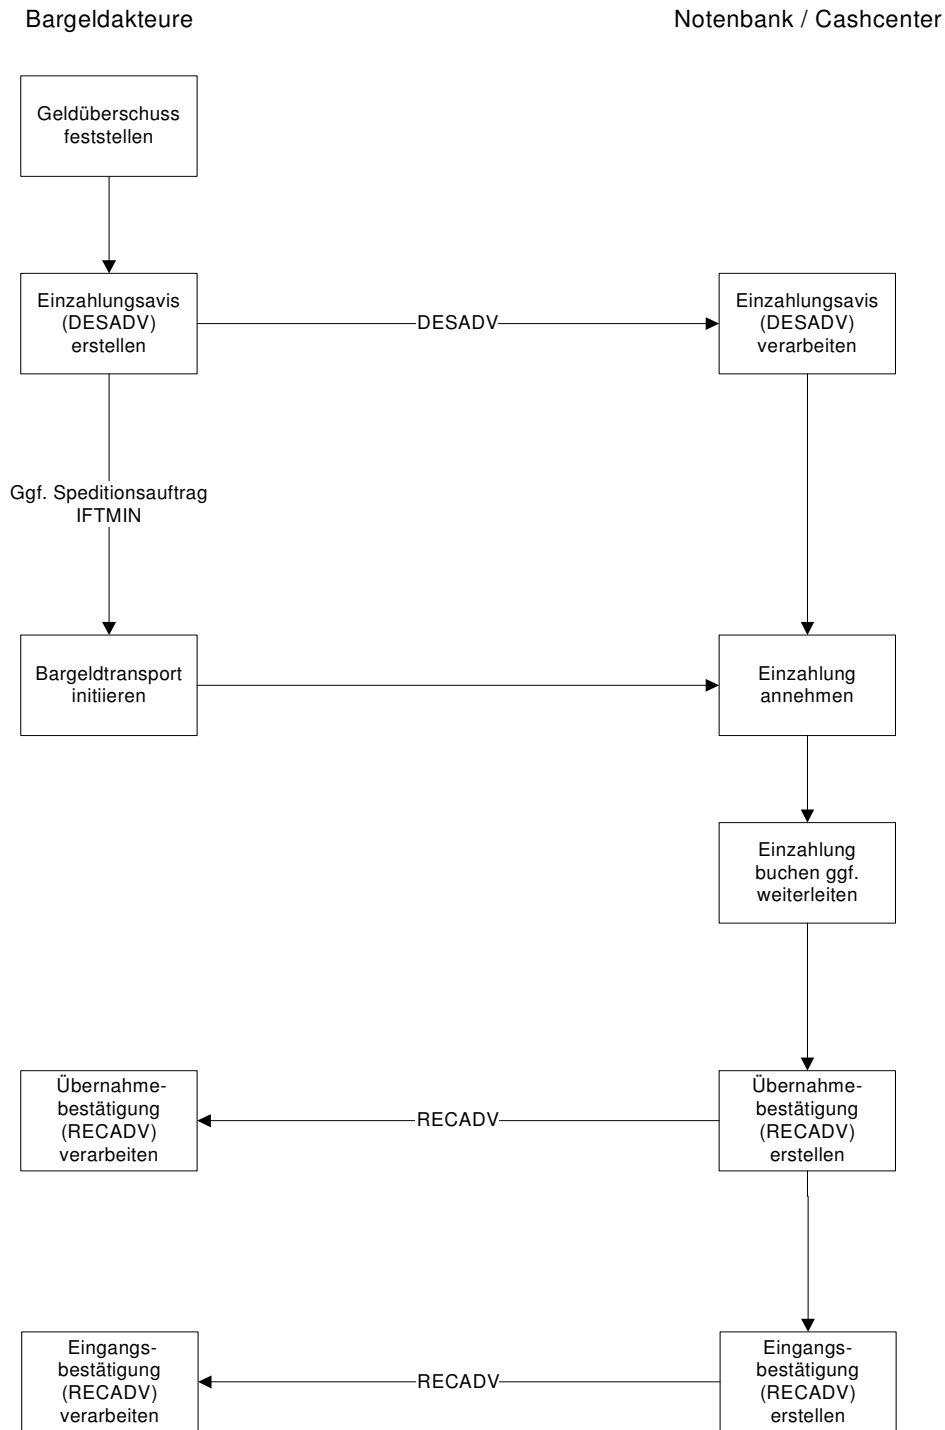 Bargeldakteure
Notenbank / Cashcenter
Geldüberschuss
feststellen
Einzahlungsavis
(DESADV)
erstellen
DESADV
Einzahlungsavis
(DESADV)
verarbeiten
Ggf. Speditionsauftrag
IFTMIN
Bargeldtransport
initiieren
Einzahlung
annehmen
Einzahlung
buchen ggf.
weiterleiten
Übernahme-
bestätigung
(RECADV)
verarbeiten
RECADV
Übernahme-
bestätigung
(RECADV)
erstellen
Eingangs-
bestätigung
(RECADV)
verarbeiten
RECADV
Eingangs-
bestätigung
(RECADV)
erstellen